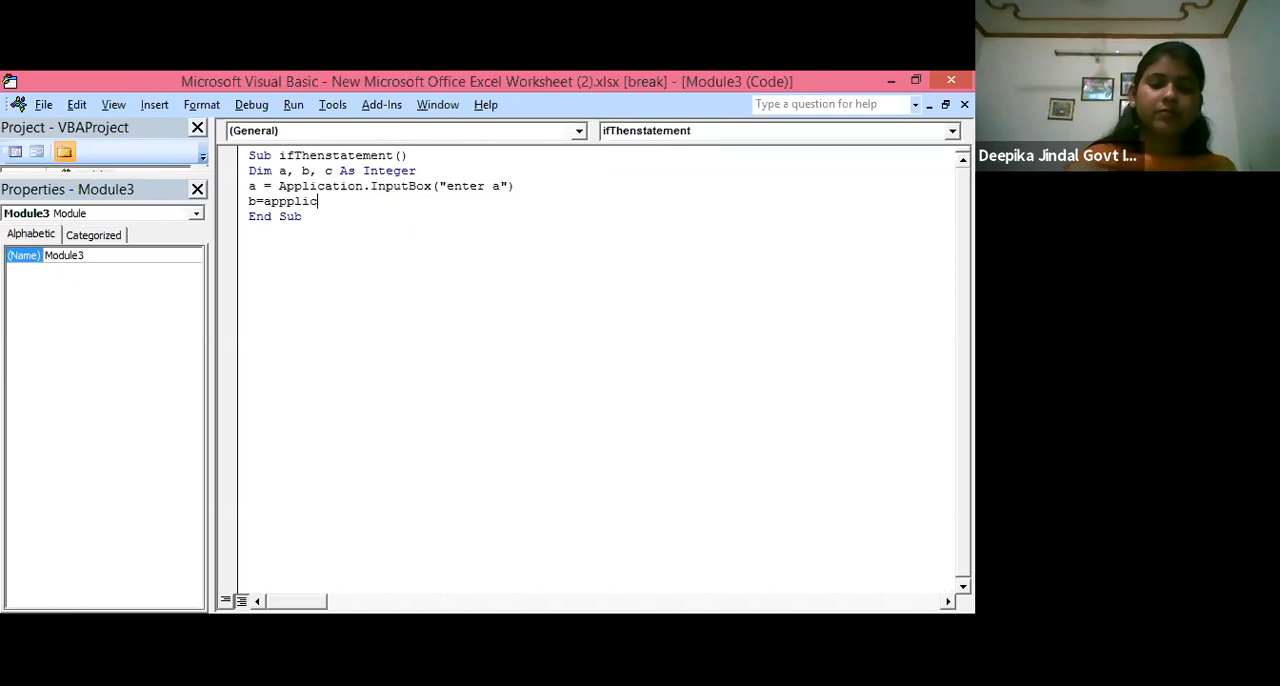 Microsoft Visual Basic - New Microsoft Office Excel Worksheet (2).xlsx [break] - [Module3 (Code)]
File Edit View Insert Format Debug Run Tools Add-Ins Window Help
Type a question for help
Project - VBAProject
(General)
ifThenstatement
Properties - Module3
Module3 Module
Alphabetic Categorized
(Name) Module3
Sub ifThenstatement()
Dim a, b, c As Integer
a = Application.InputBox("enter a")
b=appplic
End Sub
Deepika Jindal Govt I...